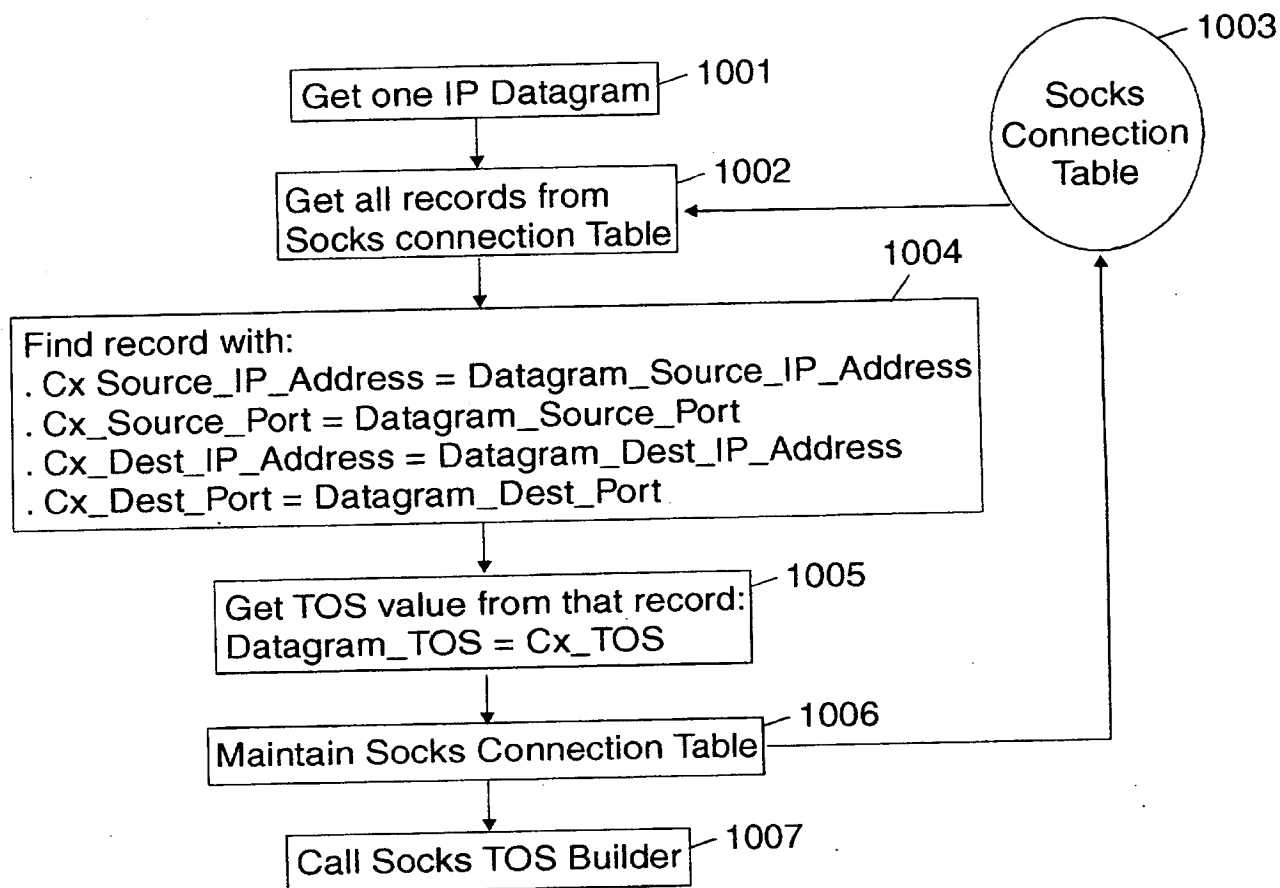 1003
1001
Get one IP Datagram
Socks
Connection
Table
1002
Get all records from
Socks connection Table
1004
Find record with:
. Cx Source_IP_Address = Datagram_Source_IP_Address
. Cx_Source_Port = Datagram_Source_Port
. Cx_Dest_IP_Address = Datagram_Dest_IP_Address
. Cx_Dest_Port = Datagram_Dest_Port
1005
Get TOS value from that record:
Datagram_TOS = Cx_TOS
1006
Maintain Socks Connection Table
1007
Call Socks TOS Builder